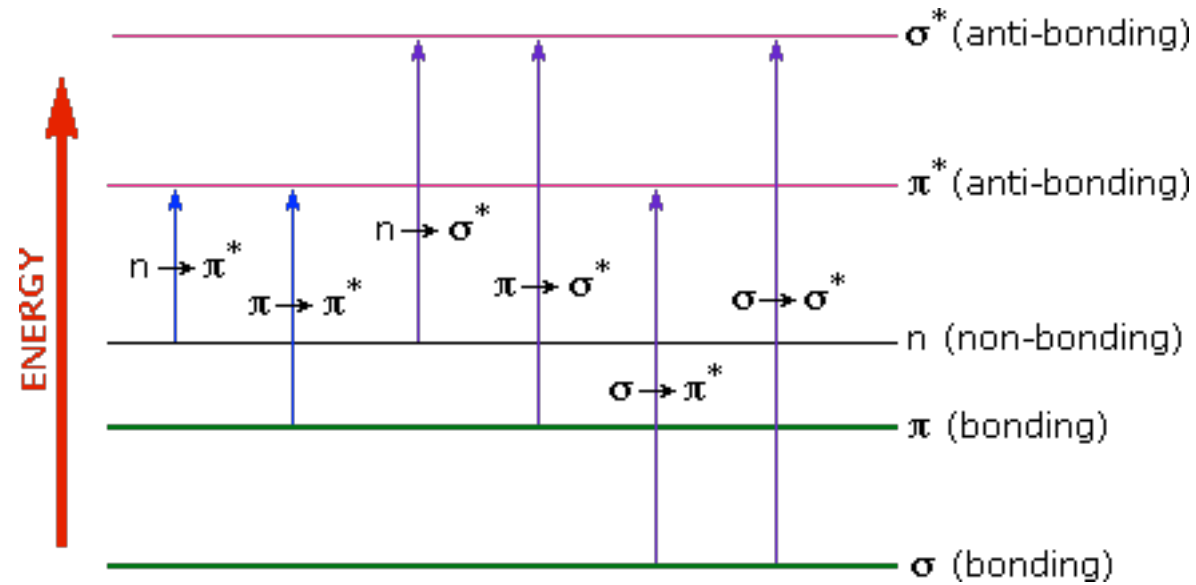 σ* (anti-bonding)
π* (anti-bonding)
n → σ*
n → π*
π → σ*
π → π*
σ → σ*
ENERGY
n (non-bonding)
σ → π*
π (bonding)
σ (bonding)